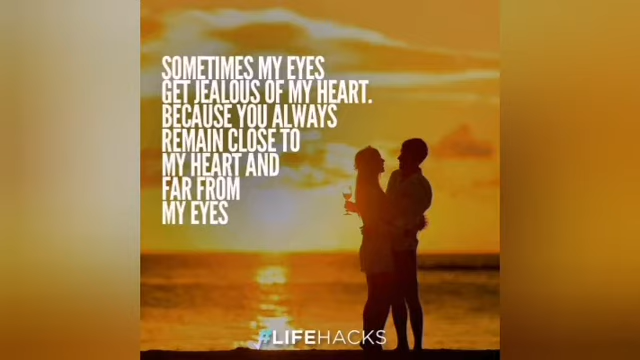 SOMETIMES MY EYES
GET JEALOUS OF MY HEART.
BECAUSE YOU ALWAYS
REMAIN CLOSE TO
MY HEART AND
FAR FROM
MY EYES
#LIFEHACKS